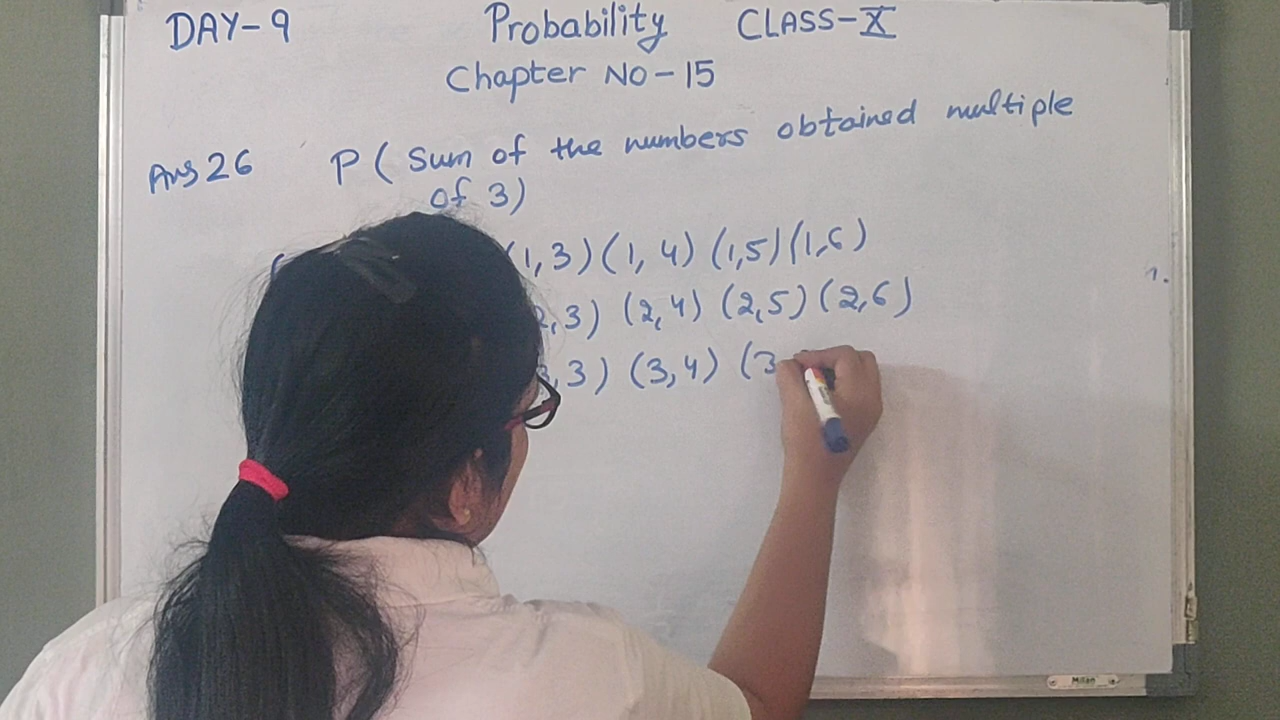 DAY-9 Probability CLASS-X
Chapter NO-15
Ans 26 P( Sum of the numbers obtained multiple
of 3)
(1,3) (1,4) (1,5) (1,6)
2,3) (2,4) (2,5) (2,6)
3,3) (3,4) (3
1.
Milan